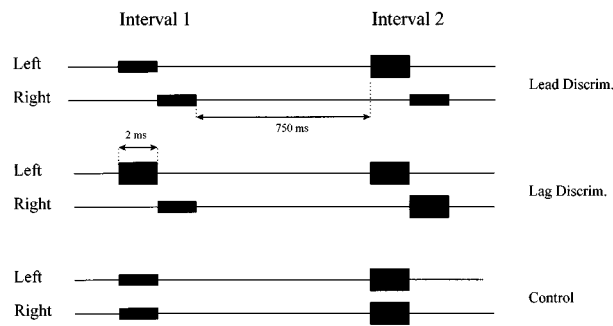 Interval 1 Interval 2
Left
Right
Lead Discrim.
750 ms
2 ms
Left
Right
Lag Discrim.
Left
Right
Control